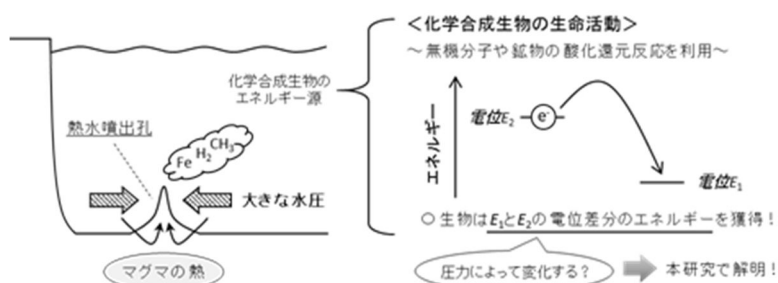 ＜化学合成生物の生命活動＞
～無機分子や鉱物の酸化還元反応を利用～
化学合成生物の
エネルギー源
熱水噴出孔
Fe H₂ CH₃
大きな水圧
マグマの熱
エネルギー
電位E₂
e⁻
電位E₁
○生物はE₁とE₂の電位差分のエネルギーを獲得！
圧力によって変化する？
本研究で解明！